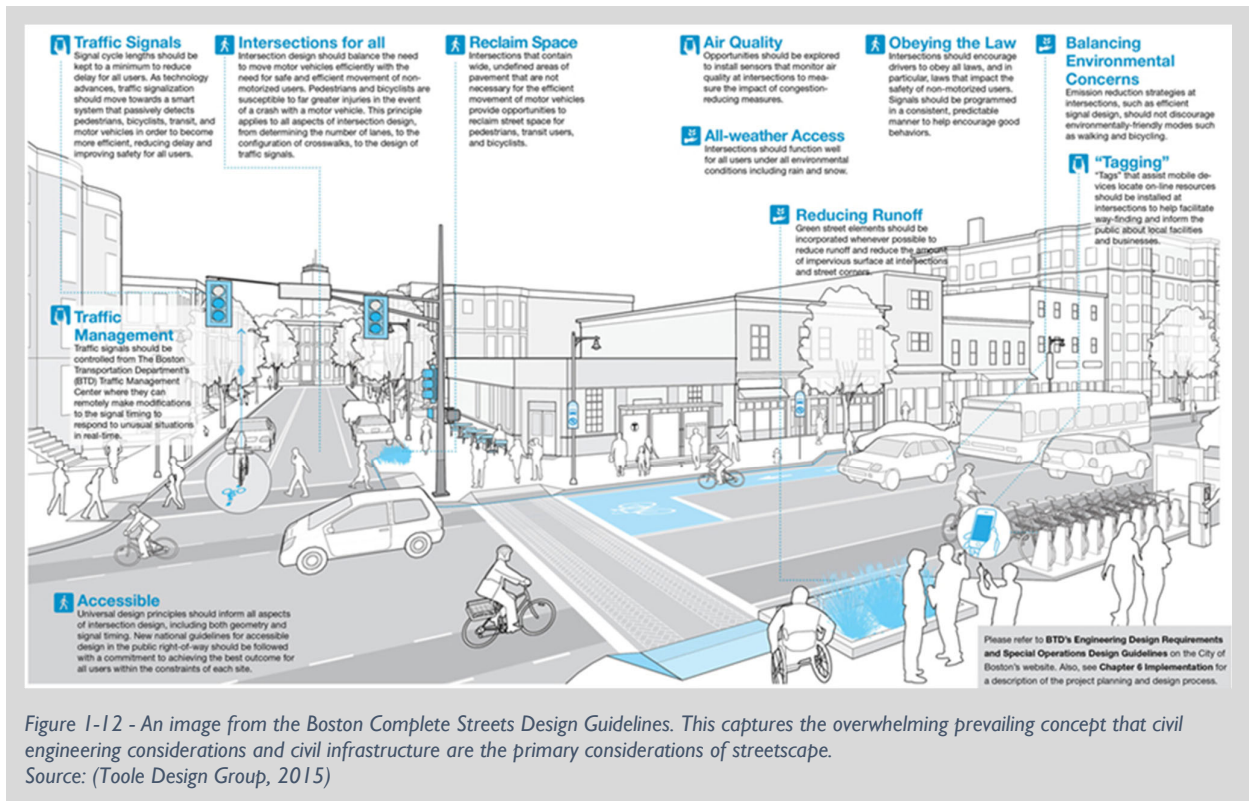 Traffic Signals
Signal cycle lengths should be
kept to a minimum to reduce
delay for all users. As technology
advances, traffic signalization
should move towards a smart
system that passively detects
pedestrians, bicyclists, transit, and
motor vehicles in order to become
more efficient, reducing delay and
improving safety for all users.
Intersections for all
Intersection design should balance the need
to move motor vehicles efficiently with the
need for safe and efficient movement of non-
motorized users. Pedestrians and bicyclists are
susceptible to far greater injuries in the event
of a crash with a motor vehicle. This principle
applies to all aspects of intersection design,
from determining the number of lanes, to the
configuration of crosswalks, to the design of
traffic signals.
Reclaim Space
Intersections that contain
wide, undefined areas of
pavement that are not
necessary for the efficient
movement of motor vehicles
provide opportunities to
reclaim street space for
pedestrians, transit users,
and bicyclists.
Air Quality
Opportunities should be explored
to install sensors that monitor air
quality at intersections to mea-
sure the impact of congestion-
reducing measures.
All-weather Access
Intersections should function well
for all users under all environmental
conditions including rain and snow.
Obeying the Law
Intersections should encourage
drivers to obey all laws, and in
particular, laws that impact the
safety of non-motorized users.
Signals should be programmed
in a consistent, predictable
manner to help encourage good
behaviors.
Balancing
Environmental
Concerns
Emission reduction strategies at
intersections, such as efficient
signal design, should not discourage
environmentally-friendly modes such
as walking and bicycling.
"Tagging"
"Tags" that assist mobile de-
vices locate on-line resources
should be installed at
intersections to help facilitate
way-finding and inform the
public about local facilities
and businesses.
Reducing Runoff
Green street elements should be
incorporated whenever possible to
reduce runoff and reduce the amount
of impervious surface at intersections
and street corners.
Traffic
Management
Traffic signals should be
controlled from The Boston
Transportation Department's
(BTD) Traffic Management
Center where they can
remotely make modifications
to the signal timing to
respond to unusual situations
in real-time.
Accessible
Universal design principles should inform all aspects
of intersection design, including both geometry and
signal timing. New national guidelines for accessible
design in the public right-of-way should be followed
with a commitment to achieving the best outcome for
all users within the constraints of each site.
Please refer to BTD's Engineering Design Requirements
and Special Operations Design Guidelines on the City of
Boston's website. Also, see Chapter 6 Implementation for
a description of the project planning and design process.
Figure 1-12 - An image from the Boston Complete Streets Design Guidelines. This captures the overwhelming prevailing concept that civil
engineering considerations and civil infrastructure are the primary considerations of streetscape.
Source: (Toole Design Group, 2015)